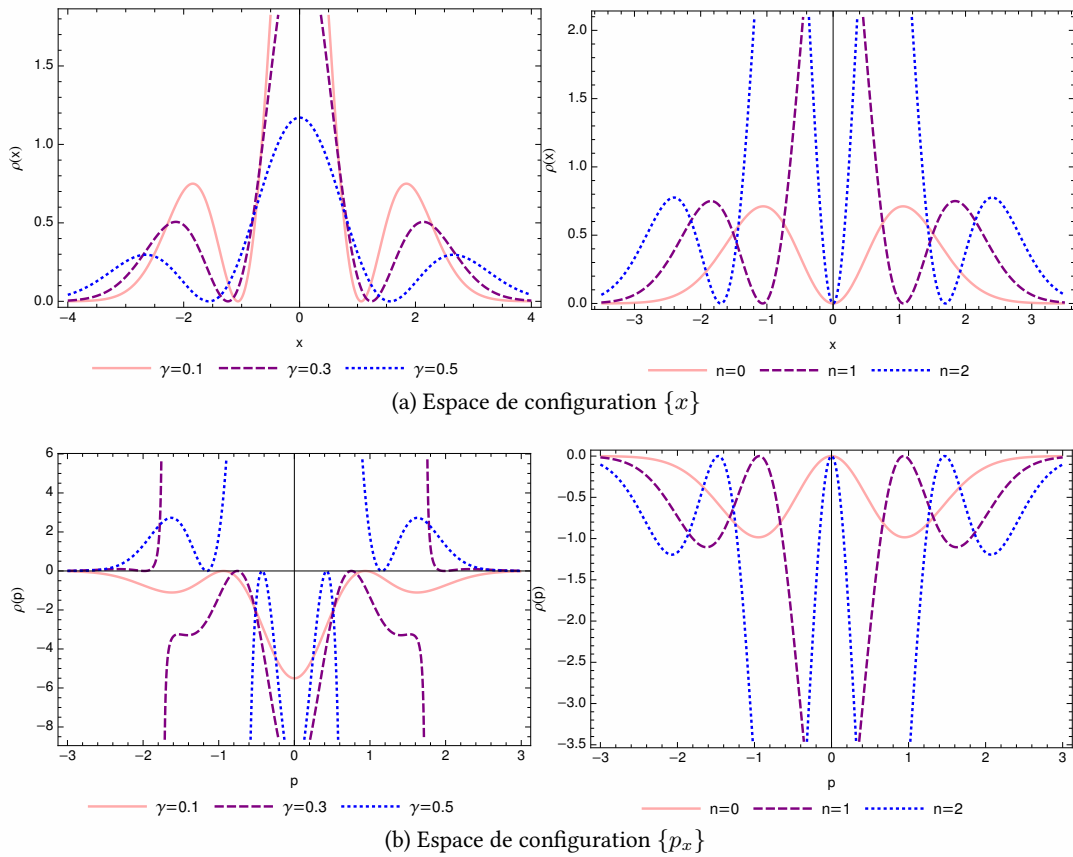 ρ(x)
1.5
1.0
0.5
0.0
−4 −2 0 2 4
x
γ=0.1 γ=0.3 γ=0.5
ρ(x)
2.0
1.5
1.0
0.5
0.0
−3 −2 −1 0 1 2 3
x
n=0 n=1 n=2
(a) Espace de configuration {x}
ρ(p)
6
4
2
0
−2
−4
−6
−8
−3 −2 −1 0 1 2 3
p
γ=0.1 γ=0.3 γ=0.5
ρ(p)
0.0
−0.5
−1.0
−1.5
−2.0
−2.5
−3.0
−3.5
−3 −2 −1 0 1 2 3
p
n=0 n=1 n=2
(b) Espace de configuration {pₓ}